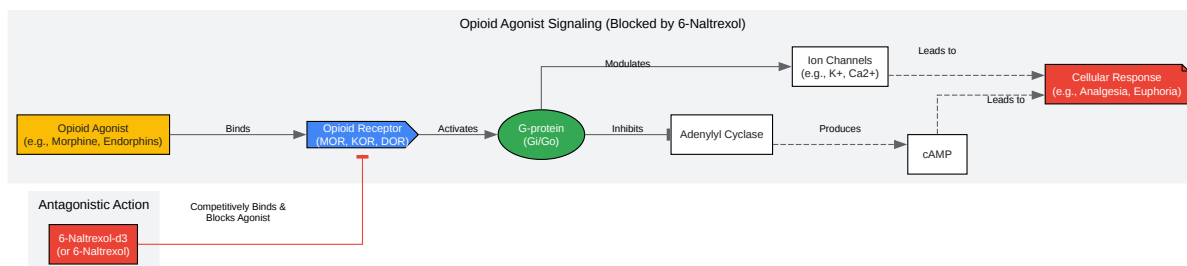 Opioid Agonist Signaling (Blocked by 6-Naltrexol)
Opioid Agonist
(e.g., Morphine, Endorphins)
Binds
Opioid Receptor
(MOR, KOR, DOR)
Activates
G-protein
(Gi/Go)
Modulates
Ion Channels
(e.g., K+, Ca2+)
Leads to
Cellular Response
(e.g., Analgesia, Euphoria)
Inhibits
Adenylyl Cyclase
Produces
cAMP
Leads to
Antagonistic Action
6-Naltrexol-d3
(or 6-Naltrexol)
Competitively Binds &
Blocks Agonist